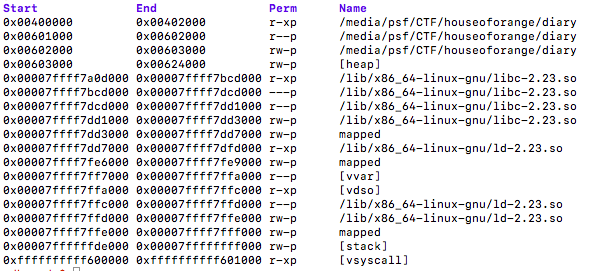 Start End Perm Name
0x00400000 0x00402000 r-xp /media/psf/CTF/houseoforange/diary
0x00601000 0x00602000 r--p /media/psf/CTF/houseoforange/diary
0x00602000 0x00603000 rw-p /media/psf/CTF/houseoforange/diary
0x00603000 0x00624000 rw-p [heap]
0x00007ffff7a0d000 0x00007ffff7bcd000 r-xp /lib/x86_64-linux-gnu/libc-2.23.so
0x00007ffff7bcd000 0x00007ffff7dcd000 ---p /lib/x86_64-linux-gnu/libc-2.23.so
0x00007ffff7dcd000 0x00007ffff7dd1000 r--p /lib/x86_64-linux-gnu/libc-2.23.so
0x00007ffff7dd1000 0x00007ffff7dd3000 rw-p /lib/x86_64-linux-gnu/libc-2.23.so
0x00007ffff7dd3000 0x00007ffff7dd7000 rw-p mapped
0x00007ffff7dd7000 0x00007ffff7dfd000 r-xp /lib/x86_64-linux-gnu/ld-2.23.so
0x00007ffff7fe6000 0x00007ffff7fe9000 rw-p mapped
0x00007ffff7ff7000 0x00007ffff7ffa000 r--p [vvar]
0x00007ffff7ffa000 0x00007ffff7ffc000 r-xp [vdso]
0x00007ffff7ffc000 0x00007ffff7ffd000 r--p /lib/x86_64-linux-gnu/ld-2.23.so
0x00007ffff7ffd000 0x00007ffff7ffe000 rw-p /lib/x86_64-linux-gnu/ld-2.23.so
0x00007ffff7ffe000 0x00007ffff7fff000 rw-p mapped
0x00007ffffffde000 0x00007ffffffff000 rw-p [stack]
0xffffffffff600000 0xffffffffff601000 r-xp [vsyscall]